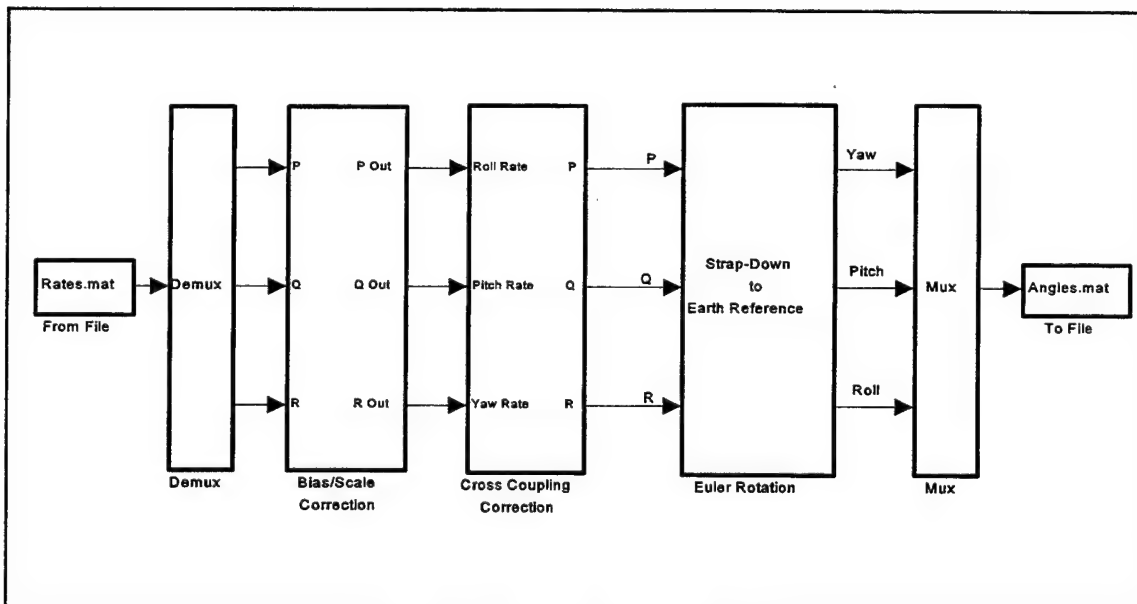 Rates.mat
From File
Demux
Demux
P
Q
R
P Out
Q Out
R Out
Bias/Scale
Correction
Roll Rate
Pitch Rate
Yaw Rate
P
Q
R
Cross Coupling
Correction
P
Q
R
Strap-Down
to
Earth Reference
Euler Rotation
Yaw
Pitch
Roll
Mux
Mux
Angles.mat
To File